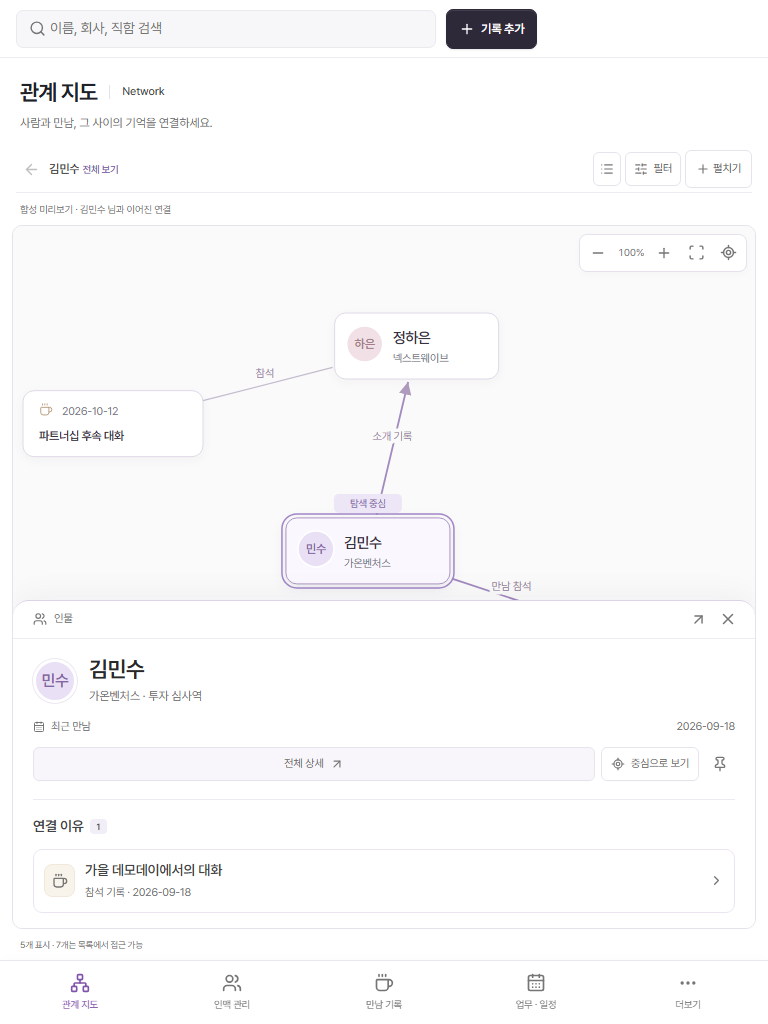 이름, 회사, 직함 검색
기록 추가
관계 지도
Network
사람과 만남, 그 사이의 기억을 연결하세요.
김민수 전체 보기
필터
펼치기
합성 미리보기 · 김민수 님과 이어진 연결
100%
하은
정하은
넥스트웨이브
참석
2026-10-12
파트너십 후속 대화
소개 기록
탐색 중심
민수
김민수
가온벤처스
만남 참석
인물
민수
김민수
가온벤처스 · 투자 심사역
최근 만남
2026-09-18
전체 상세
중심으로 보기
연결 이유
1
가을 데모데이에서의 대화
참석 기록 · 2026-09-18
5개 표시 · 7개는 목록에서 접근 가능
관계 지도
인맥 관리
만남 기록
업무 · 일정
더보기